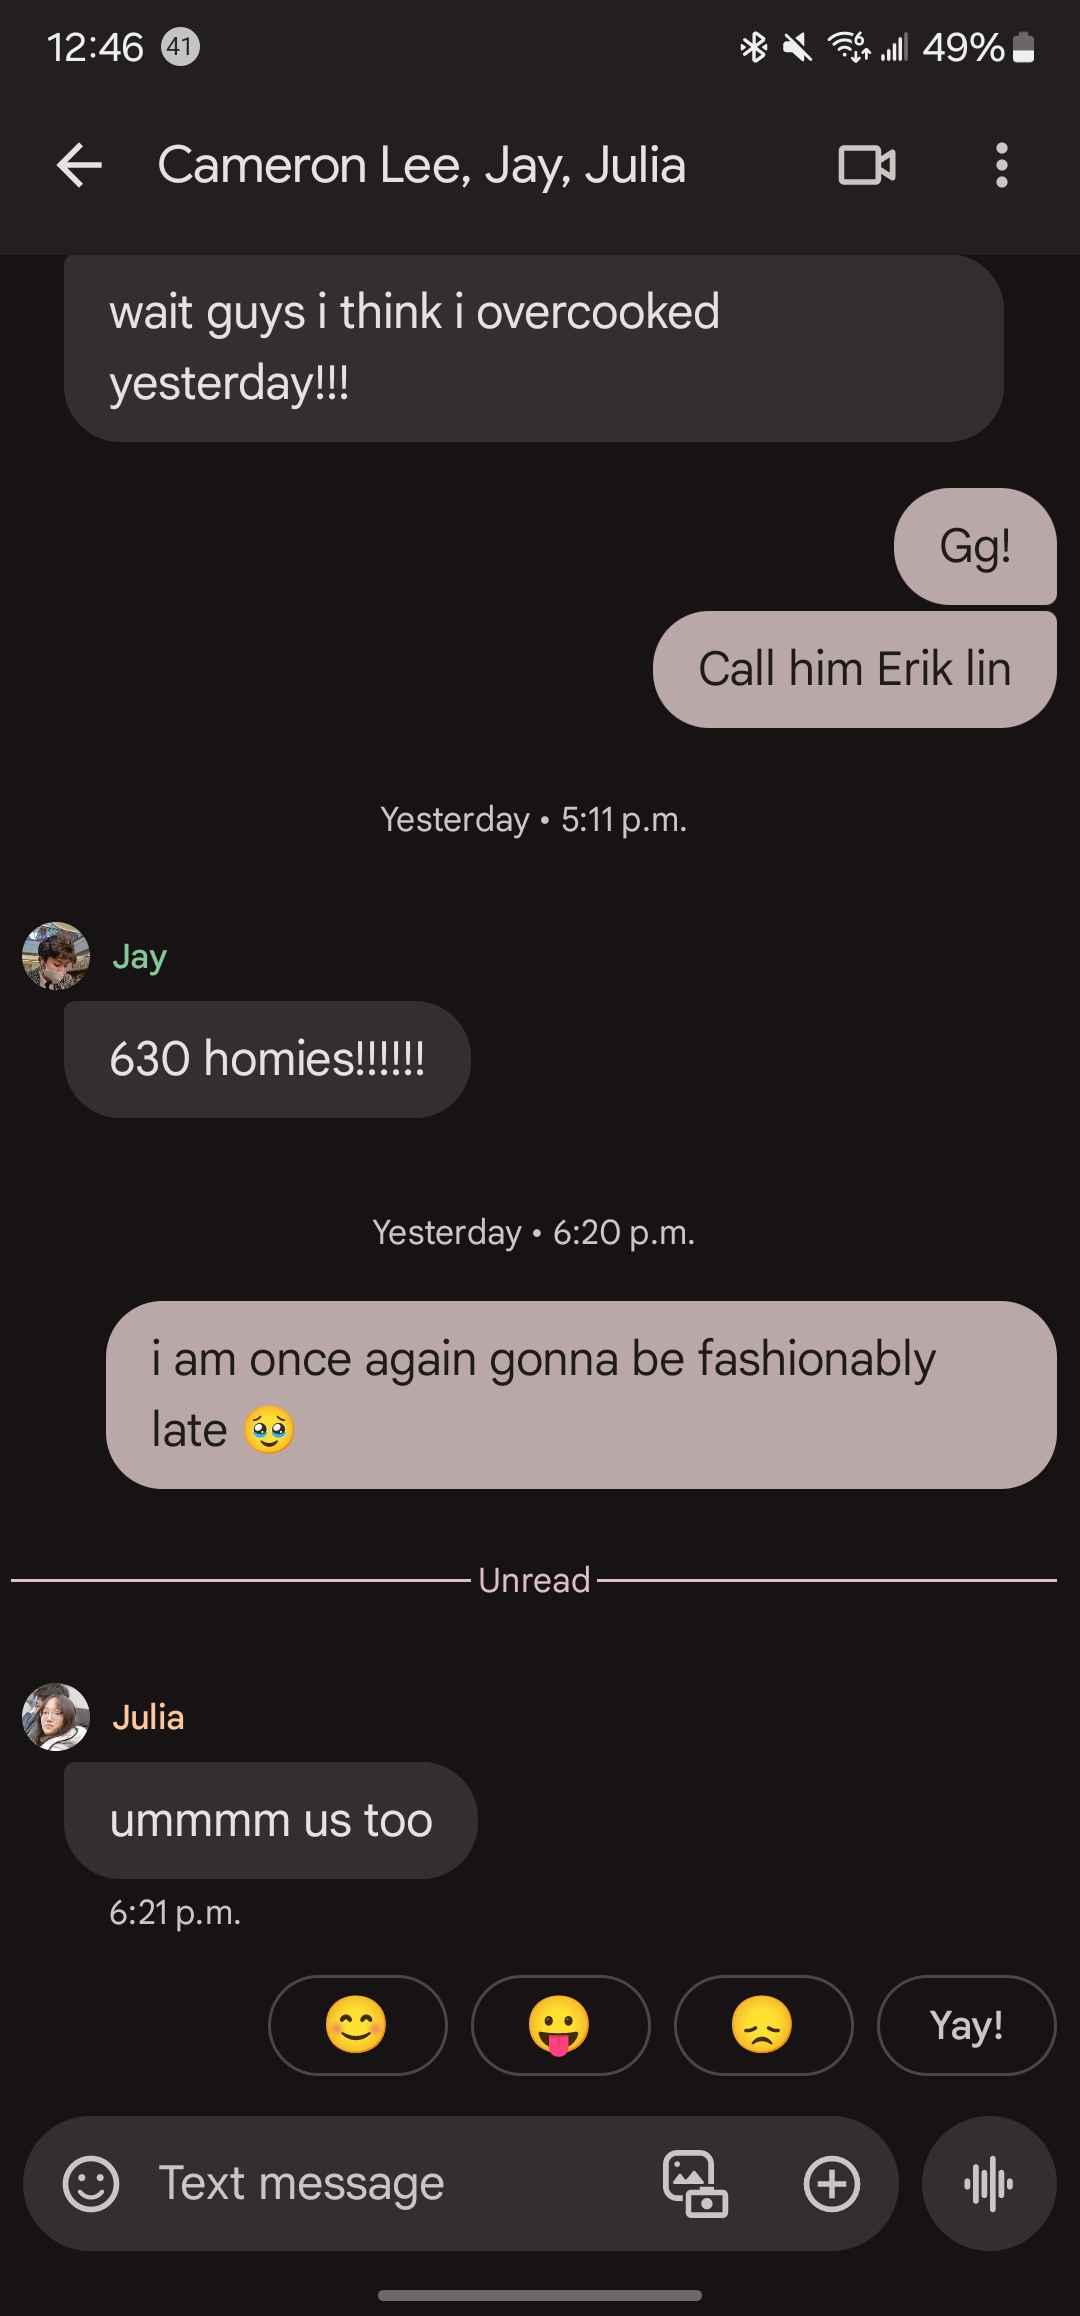 12:46 41 49%
Cameron Lee, Jay, Julia
wait guys i think i overcooked
yesterday!!!
Gg!
Call him Erik lin
Yesterday • 5:11 p.m.
Jay
630 homies!!!!!!
Yesterday • 6:20 p.m.
i am once again gonna be fashionably
late 🥹
Unread
Julia
ummmm us too
6:21 p.m.
😊 😛 😞 Yay!
Text message